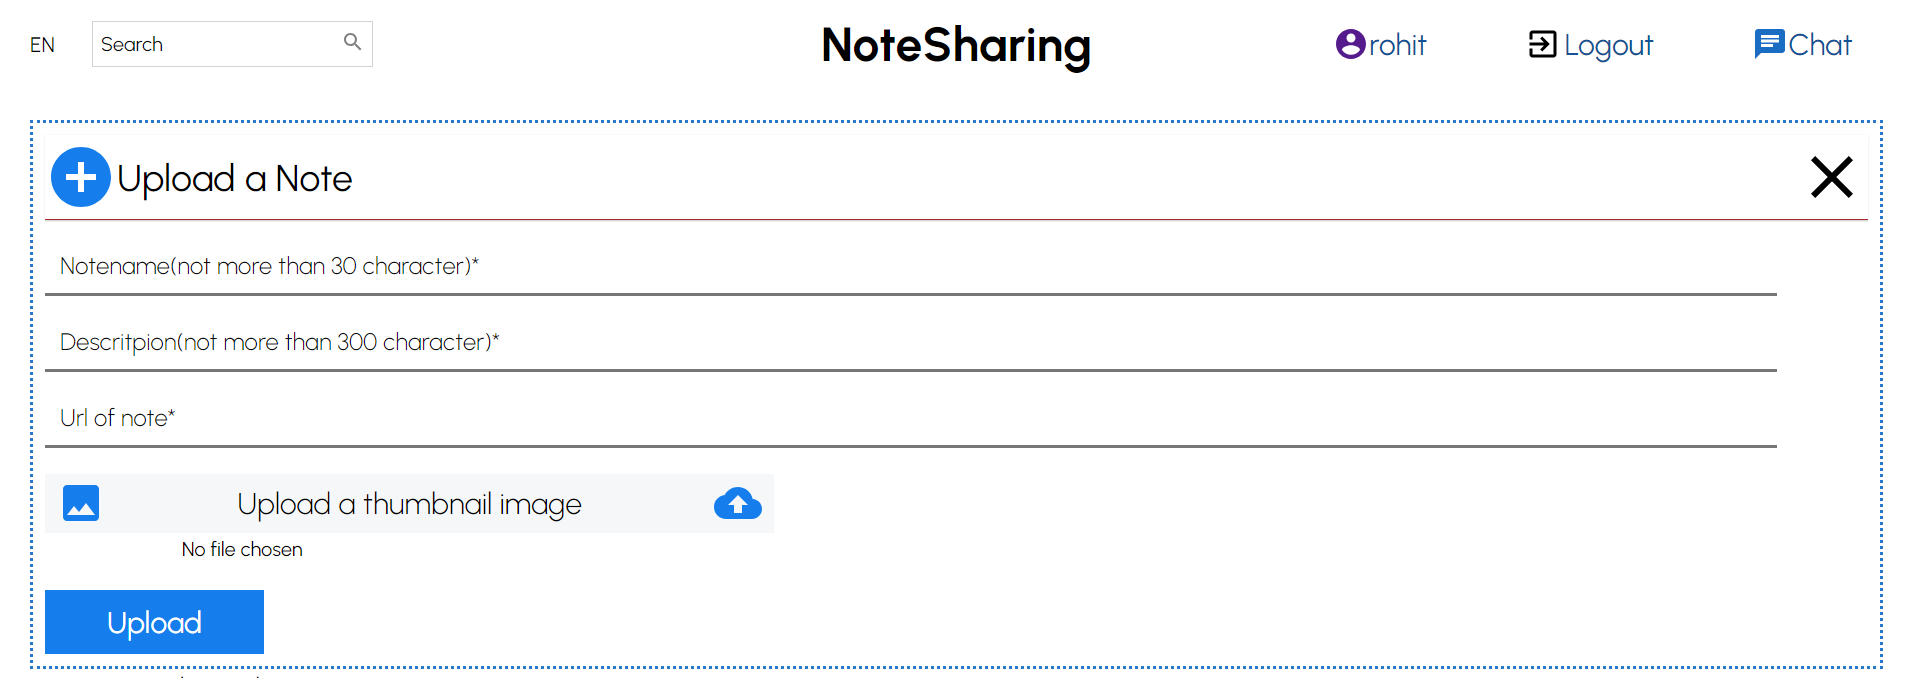 EN
Search
NoteSharing
rohit
Logout
Chat
Upload a Note
Notename(not more than 30 character)*
Descritpion(not more than 300 character)*
Url of note*
Upload a thumbnail image
No file chosen
Upload